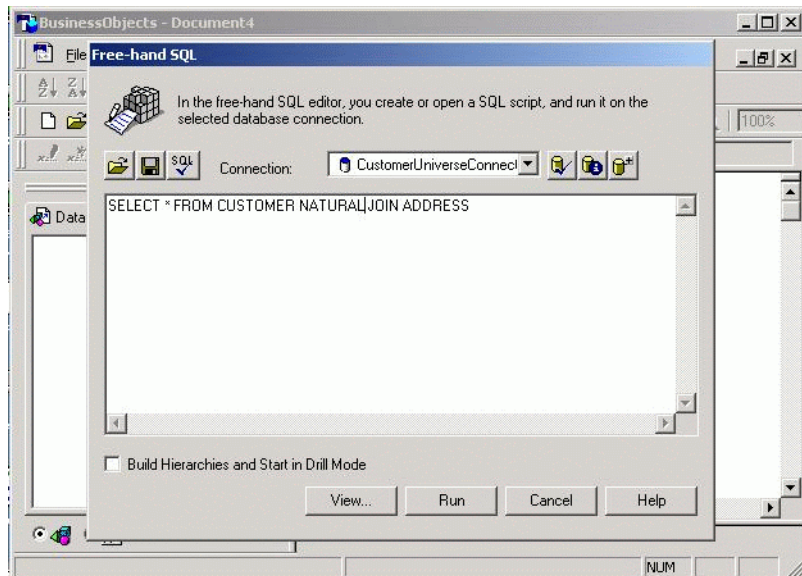 BusinessObjects - Document4
File
Free-hand SQL
In the free-hand SQL editor, you create or open a SQL script, and run it on the
selected database connection.
100%
SQL
Connection:
CustomerUniverseConnect
Data
SELECT * FROM CUSTOMER NATURAL JOIN ADDRESS
Build Hierarchies and Start in Drill Mode
View...
Run
Cancel
Help
NUM